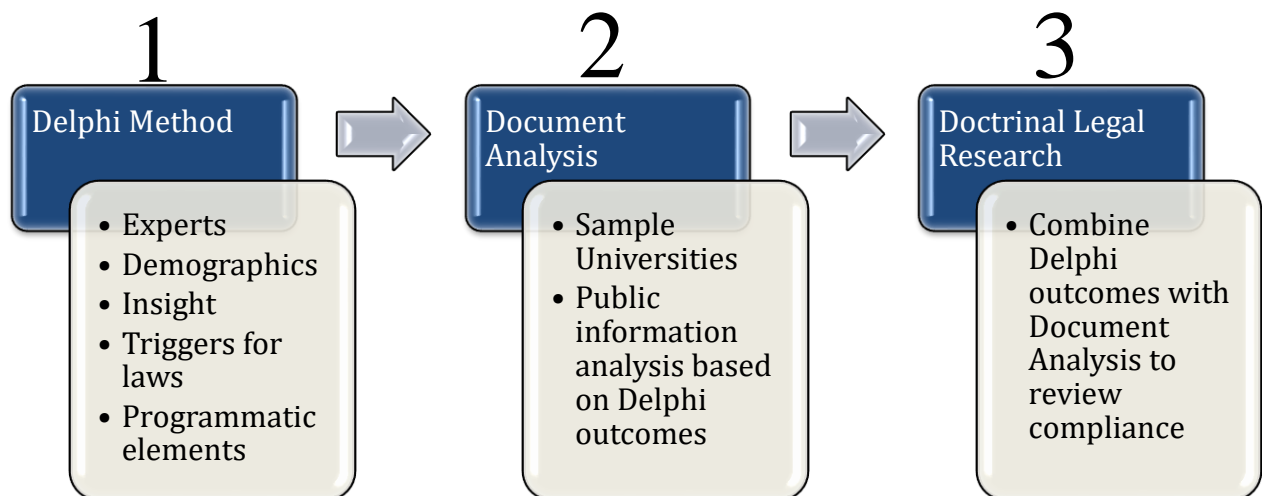 1
Delphi Method
• Experts
• Demographics
• Insight
• Triggers for
laws
• Programmatic
elements
2
Document
Analysis
• Sample
Universities
• Public
information
analysis based
on Delphi
outcomes
3
Doctrinal Legal
Research
• Combine
Delphi
outcomes with
Document
Analysis to
review
compliance